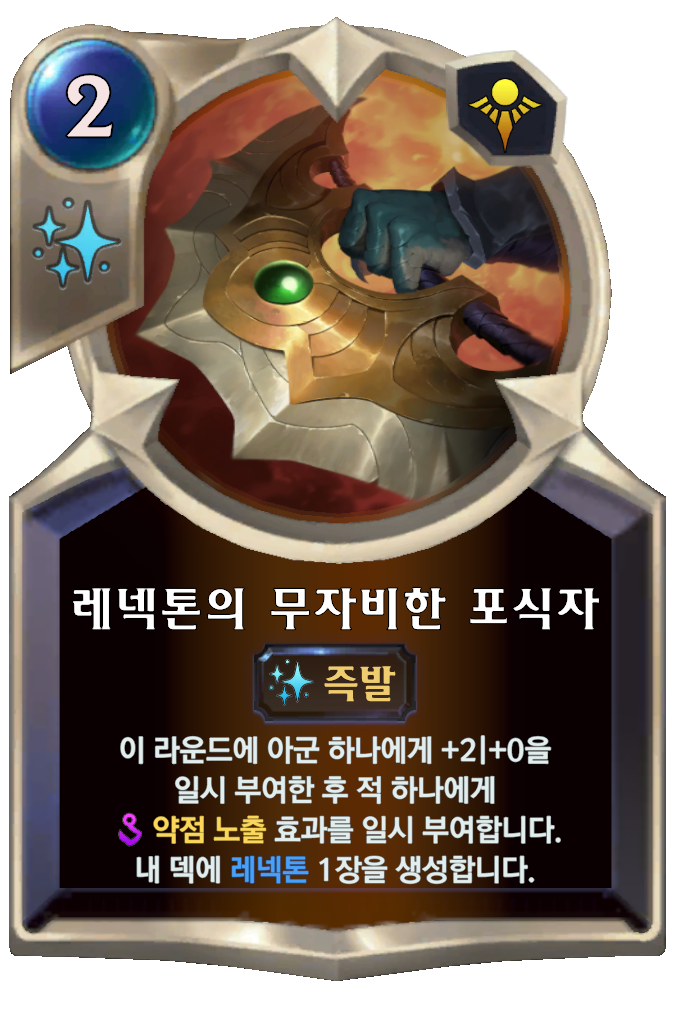 2
레넥톤의 무자비한 포식자
즉발
이 라운드에 아군 하나에게 +2|+0을
일시 부여한 후 적 하나에게
약점 노출 효과를 일시 부여합니다.
내 덱에 레넥톤 1장을 생성합니다.